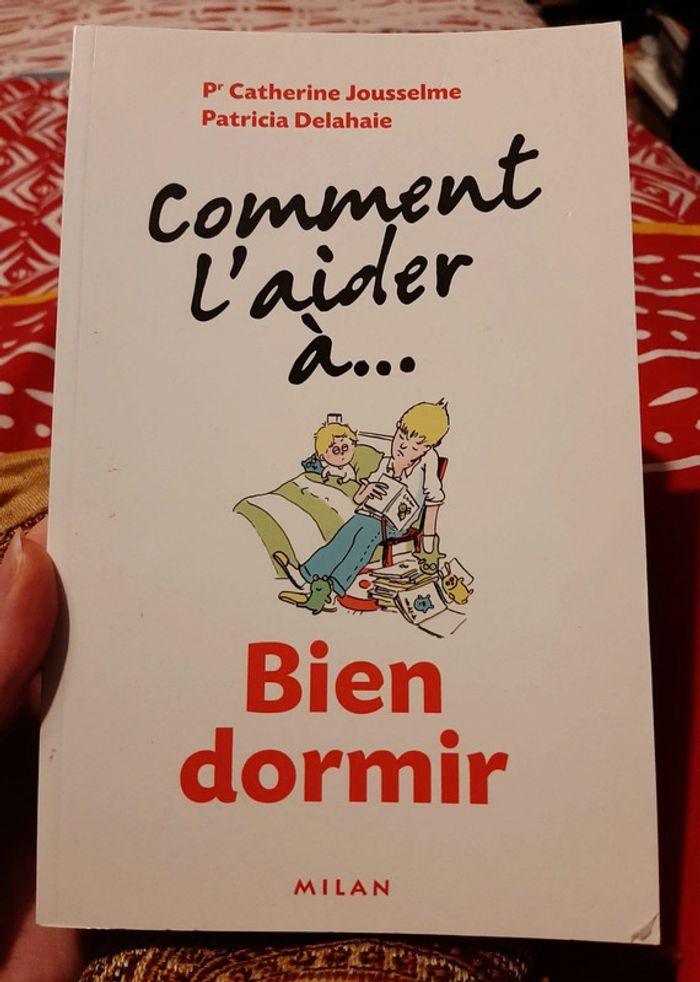 Pr Catherine Jousselme
Patricia Delahaie
Comment
l'aider
à...
Bien
dormir
MILAN